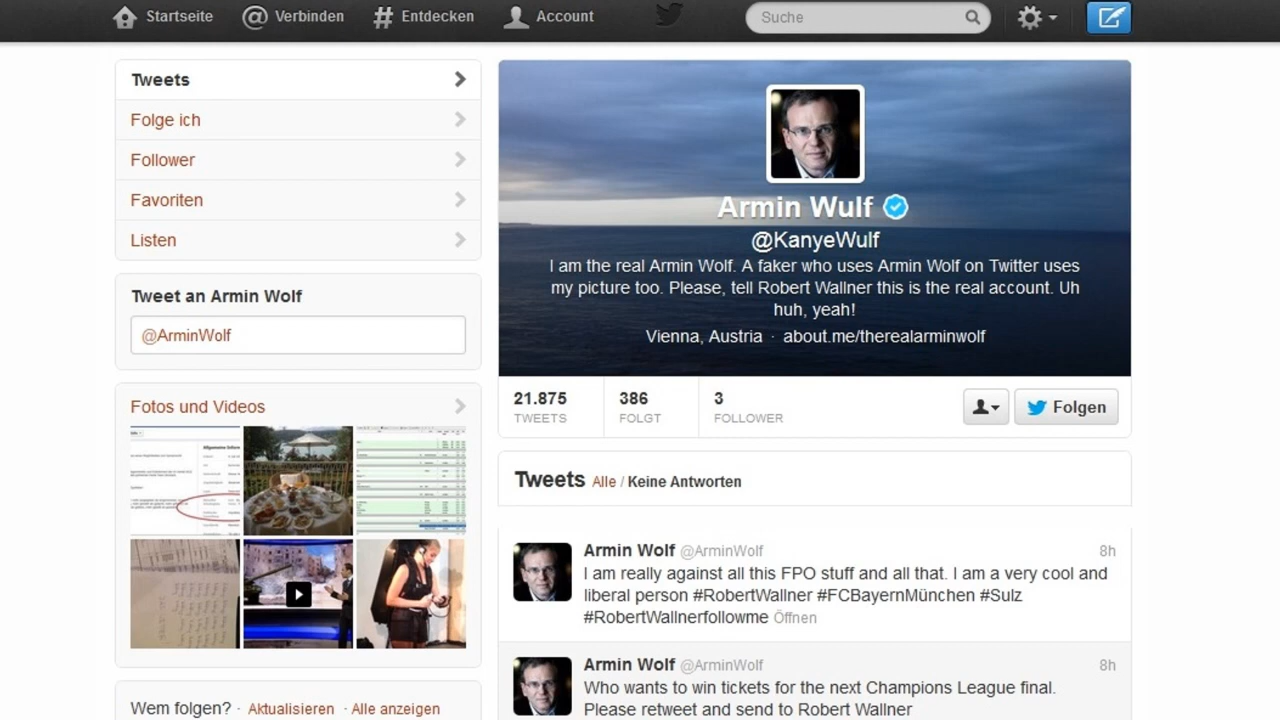 Startseite
Verbinden
Entdecken
Account
Suche
Tweets
Folge ich
Follower
Favoriten
Listen
Tweet an Armin Wolf
@ArminWolf
Fotos und Videos
Wem folgen? · Aktualisieren · Alle anzeigen
Armin Wulf
@KanyeWulf
I am the real Armin Wolf. A faker who uses Armin Wolf on Twitter uses
my picture too. Please, tell Robert Wallner this is the real account. Uh
huh, yeah!
Vienna, Austria · about.me/therealarminwolf
21.875
TWEETS
386
FOLGT
3
FOLLOWER
Folgen
Tweets Alle / Keine Antworten
Armin Wolf @ArminWolf 8h
I am really against all this FPO stuff and all that. I am a very cool and
liberal person #RobertWallner #FCBayernMünchen #Sulz
#RobertWallnerfollowme Öffnen
Armin Wolf @ArminWolf 8h
Who wants to win tickets for the next Champions League final.
Please retweet and send to Robert Wallner